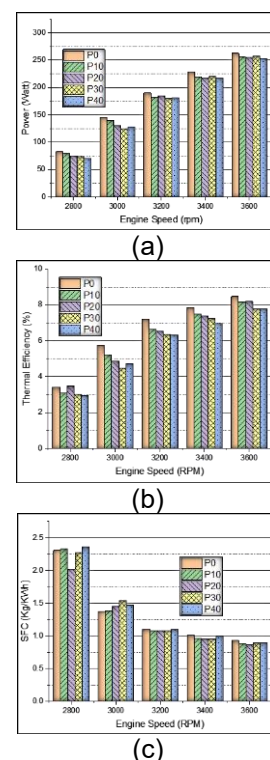 300
250
200
150
100
50
0
Power (Watt)
P0
P10
P20
P30
P40
2800 3000 3200 3400 3600
Engine Speed (rpm)
(a)
10
8
6
4
2
0
Thermal Efficiency (%)
P0
P10
P20
P30
P40
2800 3000 3200 3400 3600
Engine Speed (RPM)
(b)
2.5
2.0
1.5
1.0
0.5
0.0
SFC (Kg/KWh)
P0
P10
P20
P30
P40
2800 3000 3200 3400 3600
Engine Speed (RPM)
(c)